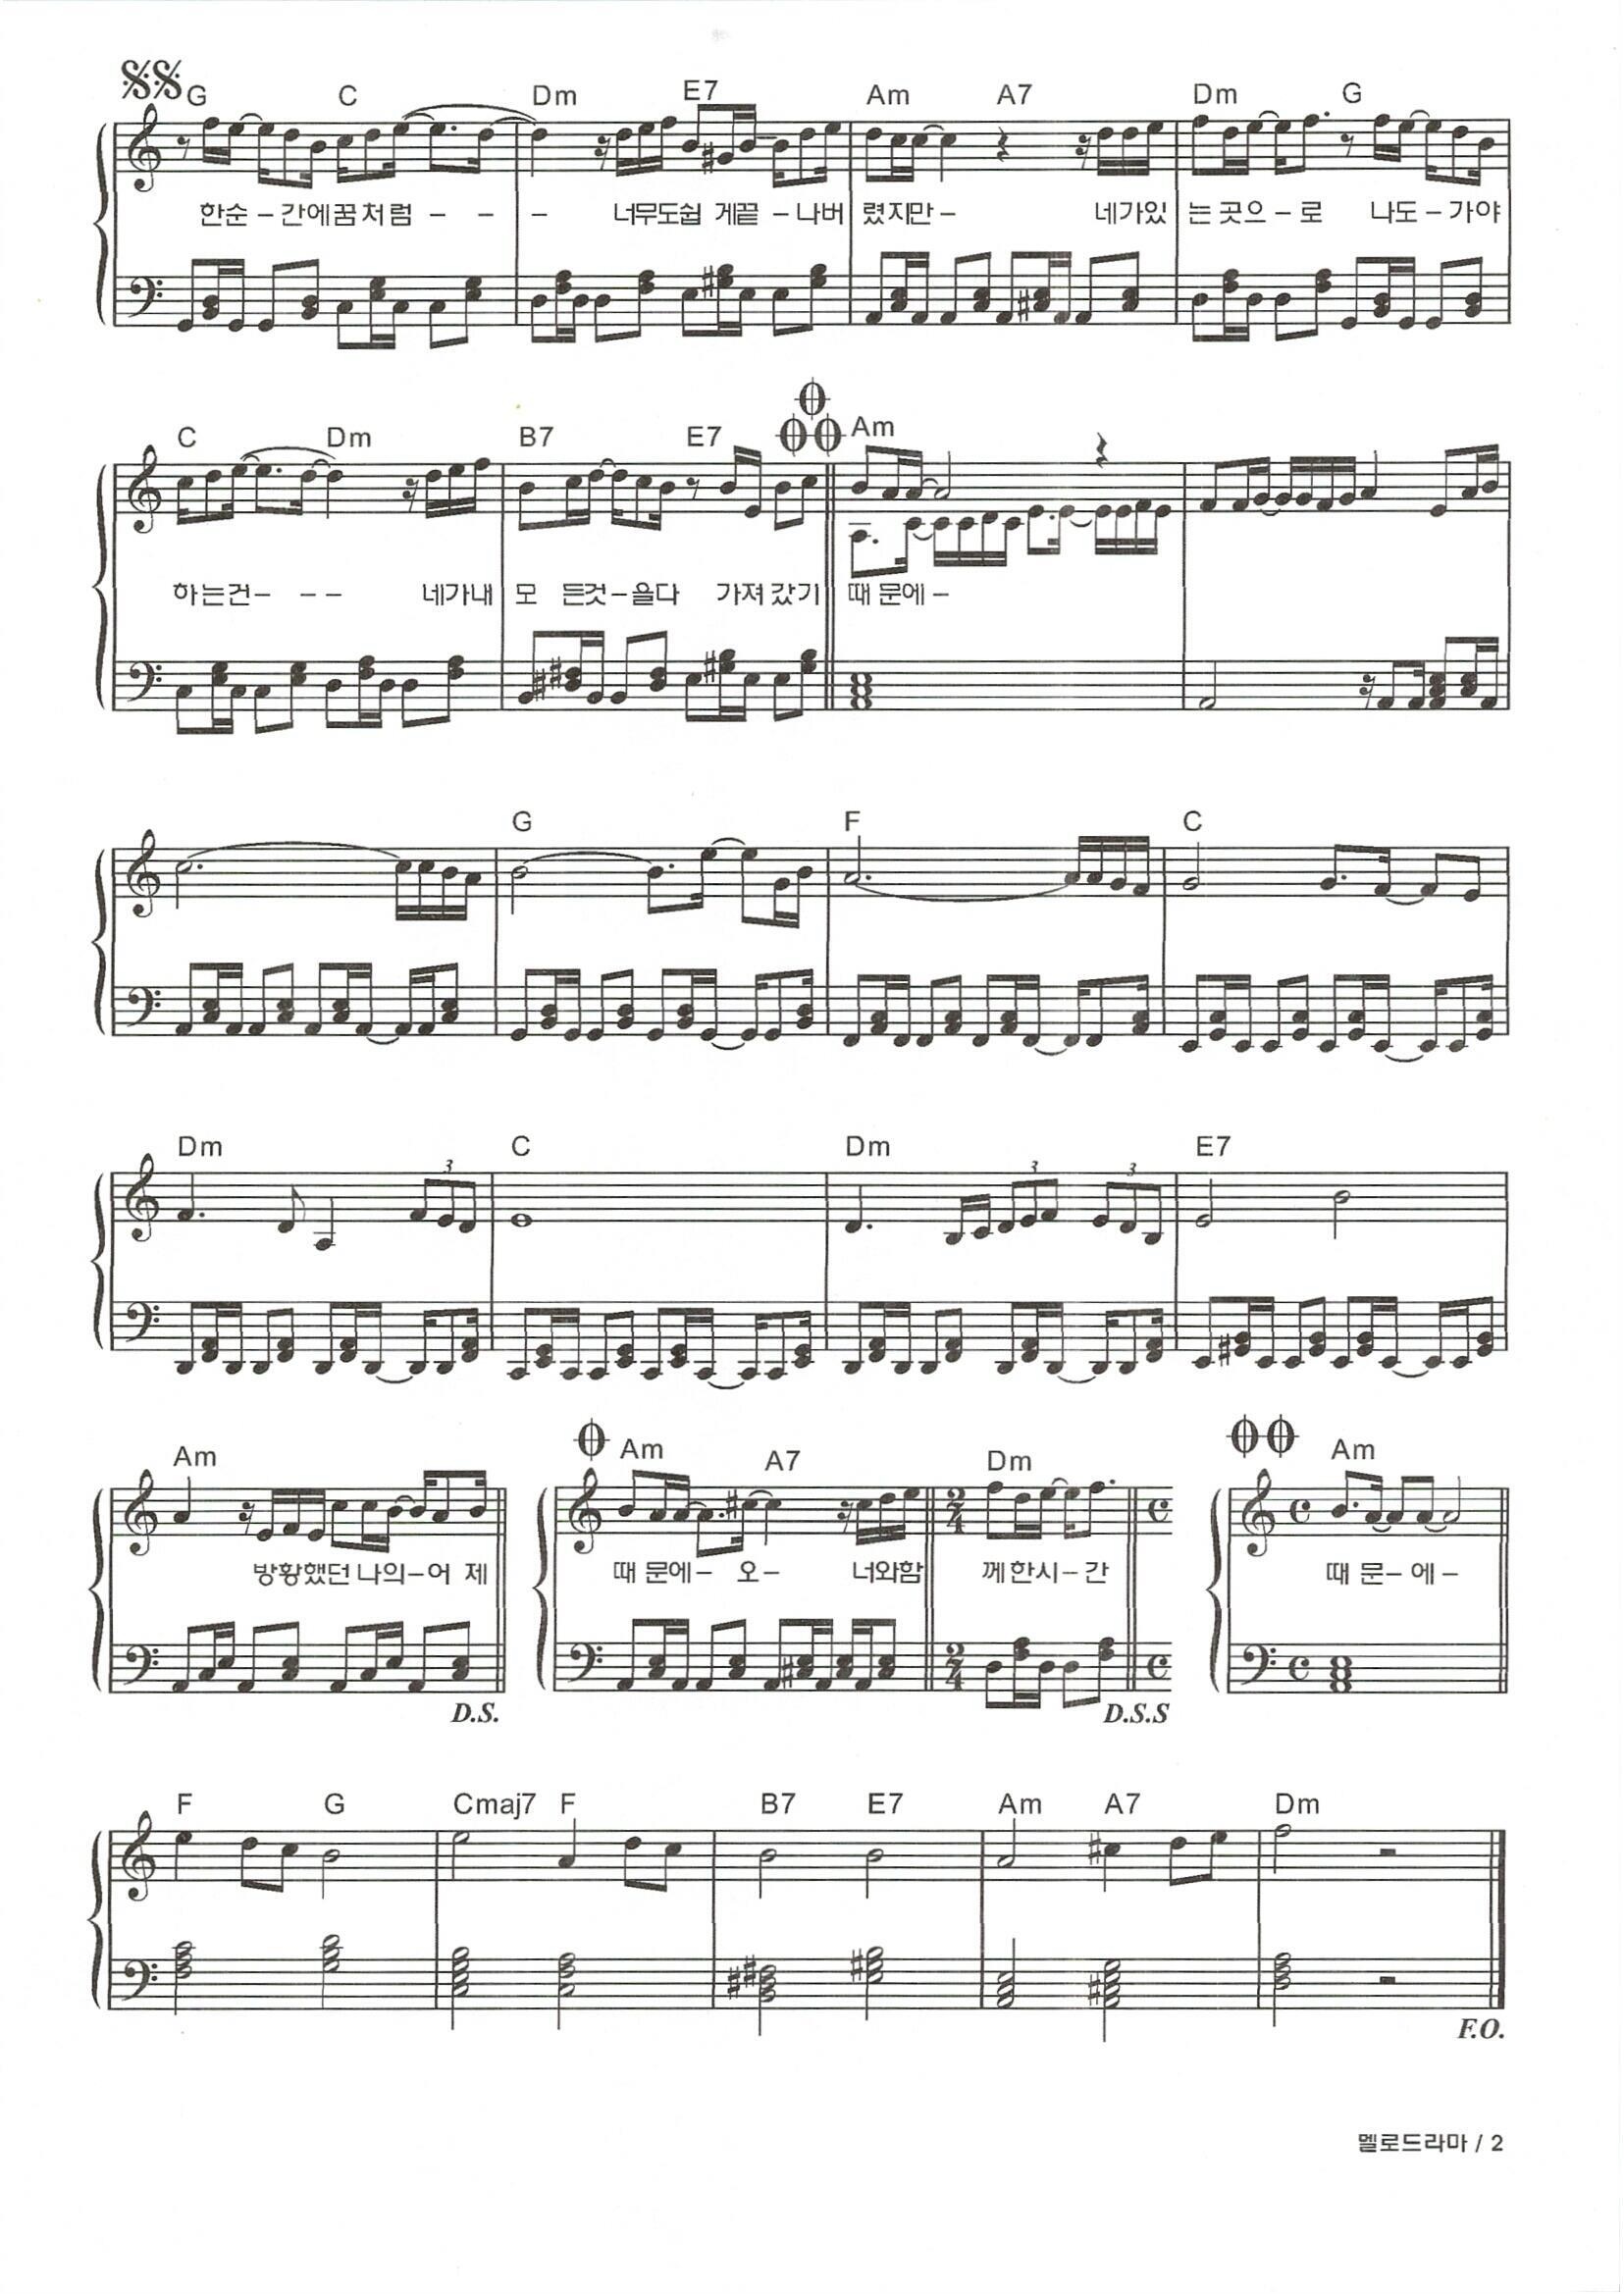 G C Dm E7 Am A7 Dm G
한순 - 간에꿈처럼 - - - 너무도쉽 게끝 - 나버 렸지만 - 네가있 는 곳으 - 로 나도 - 가야
C Dm B7 E7 Am
하는건 - - - 네가내 모 든것 - 을다 가져 갔기 때 문에 -
G F C
Dm 3 C Dm 3 3 E7
Am Am A7 Dm Am
2 4
방황했던 나의 - 어 제 때 문에 - 오 - 너와함 께한시 - 간 때 문 - 에 -
2 4
D.S. D.S.S
F G Cmaj7 F B7 E7 Am A7 Dm
F.O.
멜로드라마 / 2